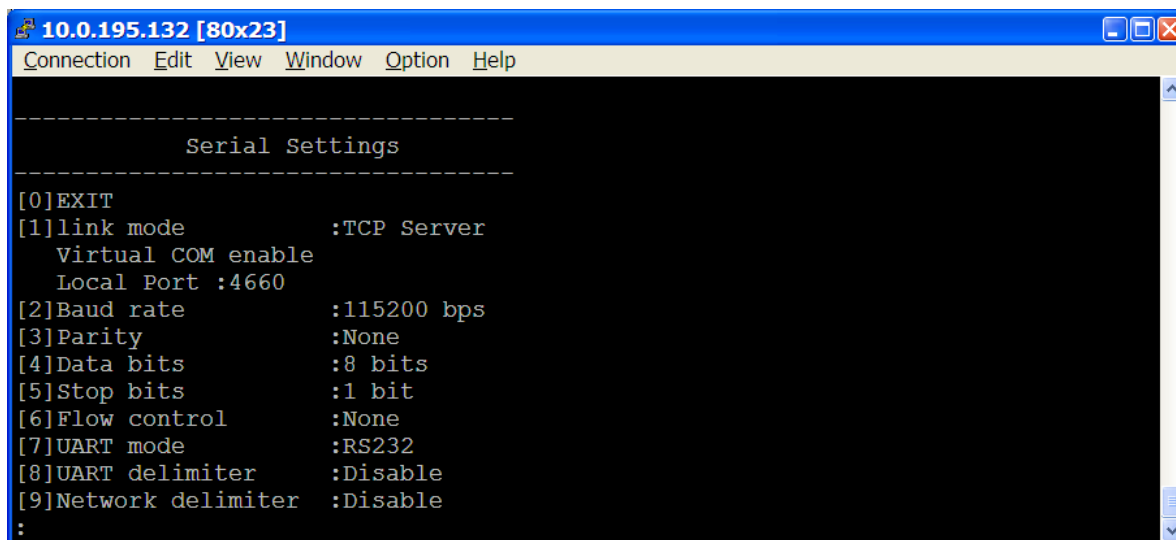 10.0.195.132 [80x23]
Connection Edit View Window Option Help
-----------------------------------
Serial Settings
-----------------------------------
[0]EXIT
[1]link mode :TCP Server
Virtual COM enable
Local Port :4660
[2]Baud rate :115200 bps
[3]Parity :None
[4]Data bits :8 bits
[5]Stop bits :1 bit
[6]Flow control :None
[7]UART mode :RS232
[8]UART delimiter :Disable
[9]Network delimiter :Disable
: